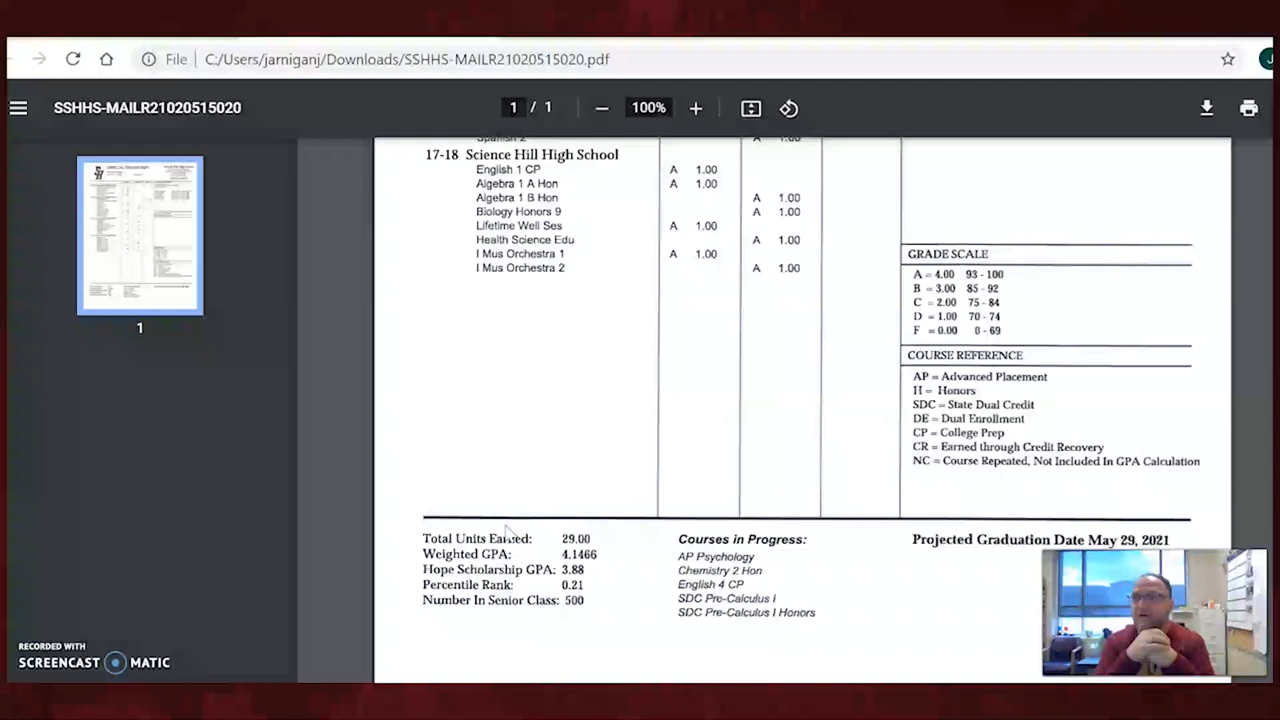 File C:/Users/jarniganj/Downloads/SSHHS-MAILR21020515020.pdf
SSHHS-MAILR21020515020
1 / 1
100%
Spanish 2 A 1.00
17-18 Science Hill High School
English 1 CP A 1.00
Algebra 1 A Hon A 1.00
Algebra 1 B Hon A 1.00
Biology Honors 9 A 1.00
Lifetime Well Ses A 1.00
Health Science Edu A 1.00
I Mus Orchestra 1 A 1.00
I Mus Orchestra 2 A 1.00
GRADE SCALE
A = 4.00 93 - 100
B = 3.00 85 - 92
C = 2.00 75 - 84
D = 1.00 70 - 74
F = 0.00 0 - 69
COURSE REFERENCE
AP = Advanced Placement
H = Honors
SDC = State Dual Credit
DE = Dual Enrollment
CP = College Prep
CR = Earned through Credit Recovery
NC = Course Repeated, Not Included In GPA Calculation
1
Total Units Earned: 29.00
Weighted GPA: 4.1466
Hope Scholarship GPA: 3.88
Percentile Rank: 0.21
Number In Senior Class: 500
Courses in Progress:
AP Psychology
Chemistry 2 Hon
English 4 CP
SDC Pre-Calculus I
SDC Pre-Calculus I Honors
Projected Graduation Date May 29, 2021
RECORDED WITH
SCREENCAST MATIC